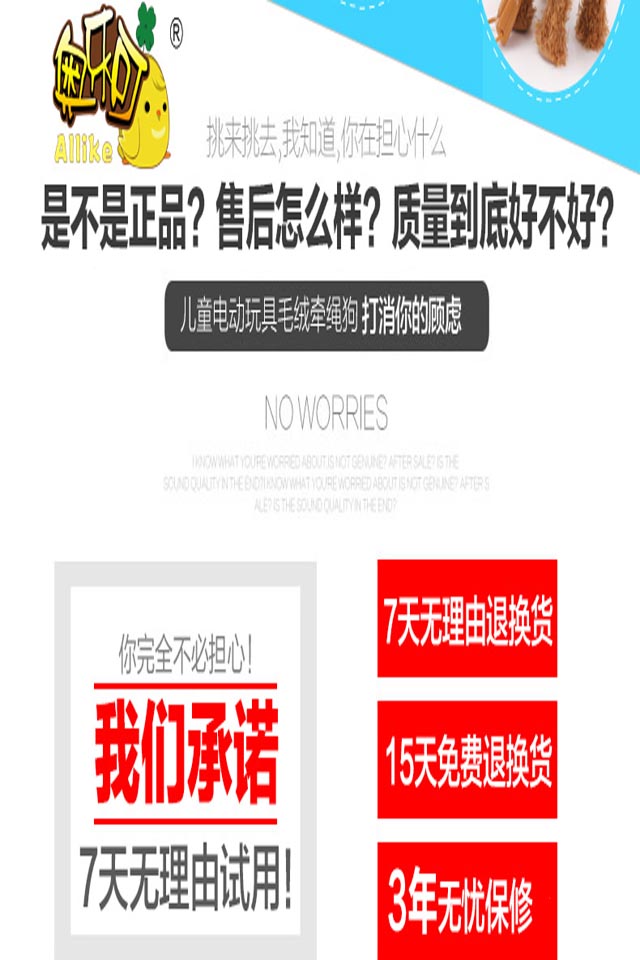 奥乐可
®
Allike
挑来挑去,我知道,你在担心什么
是不是正品？售后怎么样？质量到底好不好？
儿童电动玩具毛绒牵绳狗 打消你的顾虑
NO WORRIES
I KNOW WHAT YOU'RE WORRIED ABOUT IS NOT GENUINE? AFTER SALE? IS THE
SOUND QUALITY IN THE END? I KNOW WHAT YOU'RE WORRIED ABOUT IS NOT GENUINE? AFTER S
ALE? IS THE SOUND QUALITY IN THE END?
你完全不必担心！
我们承诺
7天无理由试用！
7天无理由退换货
15天免费退换货
3年无忧保修